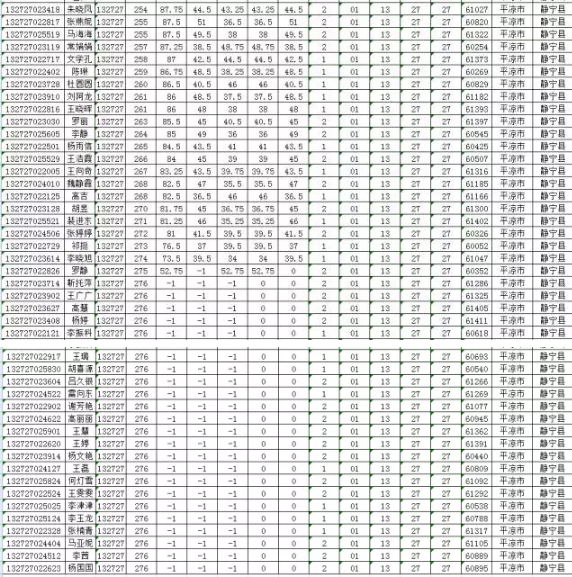 132727023418 朱晓凤 132727 254 87.75 44.5 43.25 43.25 44.5 2 01 13 27 27 61027 平凉市 静宁县
132727022817 张燕妮 132727 255 87.5 51 36.5 36.5 51 2 01 13 27 27 60820 平凉市 静宁县
132727025519 马海海 132727 255 87.5 49 38 38 49.5 2 01 13 27 27 61322 平凉市 静宁县
132727023119 常娟娟 132727 257 87.25 38.5 48.75 48.75 38.5 2 01 13 27 27 60254 平凉市 静宁县
132727022717 文学孔 132727 258 87 42.5 44.5 44.5 42.5 1 01 13 27 27 61373 平凉市 静宁县
132727022402 陈琳 132727 259 86.75 48.5 38.25 38.25 48.5 1 01 13 27 27 60269 平凉市 静宁县
132727023728 杜圆圆 132727 260 86.5 40.5 46 46 40.5 2 01 13 27 27 60829 平凉市 静宁县
132727023910 刘阿龙 132727 261 86 48.5 37.5 37.5 48.5 1 01 13 27 27 61182 平凉市 静宁县
132727022816 王晓辉 132727 261 86 48 38 38 48 1 01 13 27 27 61393 平凉市 静宁县
132727023030 罗丽 132727 263 85.5 45 40.5 40.5 45 2 01 13 27 27 61397 平凉市 静宁县
132727025605 李静 132727 264 85 49 36 36 49 2 01 13 27 27 60545 平凉市 静宁县
132727022501 杨雨信 132727 265 84.5 43.5 41 41 43.5 1 01 13 27 27 60425 平凉市 静宁县
132727025529 王洁霞 132727 266 84 45 39 39 45 2 01 13 27 27 60507 平凉市 静宁县
132727022005 王向奇 132727 267 83.25 43.5 39.75 39.75 43.5 1 01 13 27 27 61316 平凉市 静宁县
132727024010 魏静霞 132727 268 82.5 47 35.5 35.5 47 2 01 13 27 27 61185 平凉市 静宁县
132727023125 高吉 132727 268 82.5 36.5 46 46 36.5 1 01 13 27 27 61166 平凉市 静宁县
132727023128 胡昱 132727 270 81.75 45 36.75 36.75 45 2 01 13 27 27 61300 平凉市 静宁县
132727025521 裴进东 132727 271 81.25 46 35.25 35.25 46 1 01 13 27 27 61402 平凉市 静宁县
132727024506 张婷婷 132727 272 81 41.5 39.5 39.5 41.5 2 01 13 27 27 60326 平凉市 静宁县
132727022729 祁挺 132727 273 76.5 37 39.5 39.5 37 1 01 13 27 27 60052 平凉市 静宁县
132727023614 李晓旭 132727 274 73.5 39.5 34 34 39.5 1 01 13 27 27 61047 平凉市 静宁县
132727022826 罗静 132727 275 52.75 -1 52.75 52.75 0 2 01 13 27 27 60352 平凉市 静宁县
132727023714 靳托萍 132727 276 -1 -1 -1 0 0 2 01 13 27 27 61286 平凉市 静宁县
132727023902 王广广 132727 276 -1 -1 -1 0 0 2 01 13 27 27 61325 平凉市 静宁县
132727023627 高慧 132727 276 -1 -1 -1 0 0 2 01 13 27 27 61405 平凉市 静宁县
132727023408 杨婷 132727 276 -1 -1 -1 0 0 2 01 13 27 27 61411 平凉市 静宁县
132727022121 李振科 132727 276 -1 -1 -1 0 0 1 01 13 27 27 60618 平凉市 静宁县
132727022917 王瑞 132727 276 -1 -1 -1 0 0 1 01 13 27 27 60693 平凉市 静宁县
132727025830 胡喜源 132727 276 -1 -1 -1 0 0 1 01 13 27 27 60540 平凉市 静宁县
132727023604 吕久银 132727 276 -1 -1 -1 0 0 2 01 13 27 27 61266 平凉市 静宁县
132727024522 雷向东 132727 276 -1 -1 -1 0 0 1 01 13 27 27 61269 平凉市 静宁县
132727022902 谢芳艳 132727 276 -1 -1 -1 0 0 2 01 13 27 27 61077 平凉市 静宁县
132727024622 高丽丽 132727 276 -1 -1 -1 0 0 2 01 13 27 27 60945 平凉市 静宁县
132727025901 王慧 132727 276 -1 -1 -1 0 0 2 01 13 27 27 61362 平凉市 静宁县
132727022620 王婷 132727 276 -1 -1 -1 0 0 2 01 13 27 27 61391 平凉市 静宁县
132727023914 杨文艳 132727 276 -1 -1 -1 0 0 2 01 13 27 27 60440 平凉市 静宁县
132727024127 王磊 132727 276 -1 -1 -1 0 0 1 01 13 27 27 60809 平凉市 静宁县
132727025824 何灯雪 132727 276 -1 -1 -1 0 0 2 01 13 27 27 61092 平凉市 静宁县
132727022524 王雯雯 132727 276 -1 -1 -1 0 0 2 01 13 27 27 61292 平凉市 静宁县
132727025025 李津津 132727 276 -1 -1 -1 0 0 1 01 13 27 27 60538 平凉市 静宁县
132727025124 李玉龙 132727 276 -1 -1 -1 0 0 1 01 13 27 27 60788 平凉市 静宁县
132727022328 张楠青 132727 276 -1 -1 -1 0 0 1 01 13 27 27 61317 平凉市 静宁县
132727024404 马亚妮 132727 276 -1 -1 -1 0 0 2 01 13 27 27 61105 平凉市 静宁县
132727024512 李茜 132727 276 -1 -1 -1 0 0 2 01 13 27 27 60889 平凉市 静宁县
132727022623 杨国国 132727 276 -1 -1 -1 0 0 2 01 13 27 27 60895 平凉市 静宁县